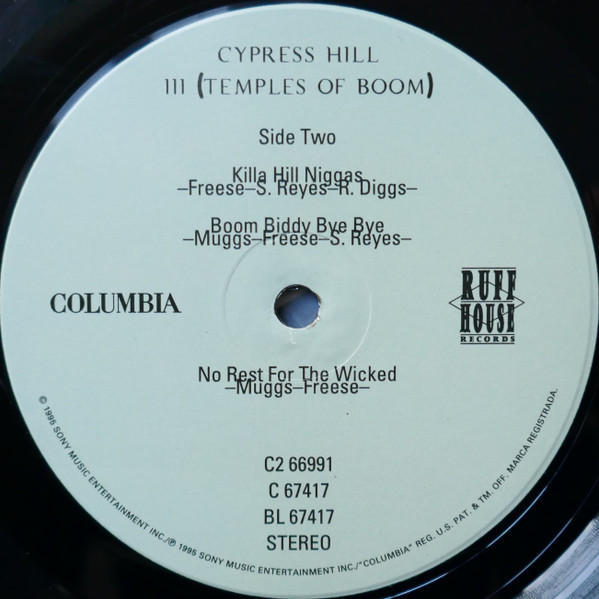 CYPRESS HILL
III (TEMPLES OF BOOM)
Side Two
Killa Hill Niggas
–Freese–S. Reyes–R. Diggs–
Boom Biddy Bye Bye
–Muggs–Freese–S. Reyes–
COLUMBIA
RUFF
HOUSE
RECORDS
No Rest For The Wicked
–Muggs–Freese–
C2 66991
C 67417
BL 67417
STEREO
© 1995 SONY MUSIC ENTERTAINMENT INC./℗ 1995 SONY MUSIC ENTERTAINMENT INC./"COLUMBIA" REG. U.S. PAT. & TM. OFF. MARCA REGISTRADA.